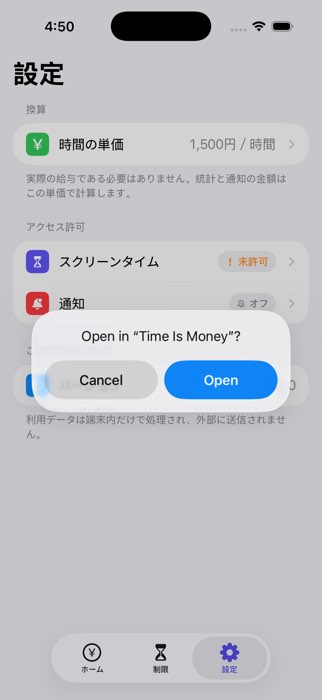 4:50
設定
換算
時間の単価
1,500円 / 時間
実際の給与である必要はありません。統計と通知の金額は
この単価で計算します。
アクセス許可
スクリーンタイム
! 未許可
通知
オフ
Open in “Time Is Money”?
Cancel
Open
利用データは端末内だけで処理され、外部に送信されませ
ん。
ホーム
制限
設定